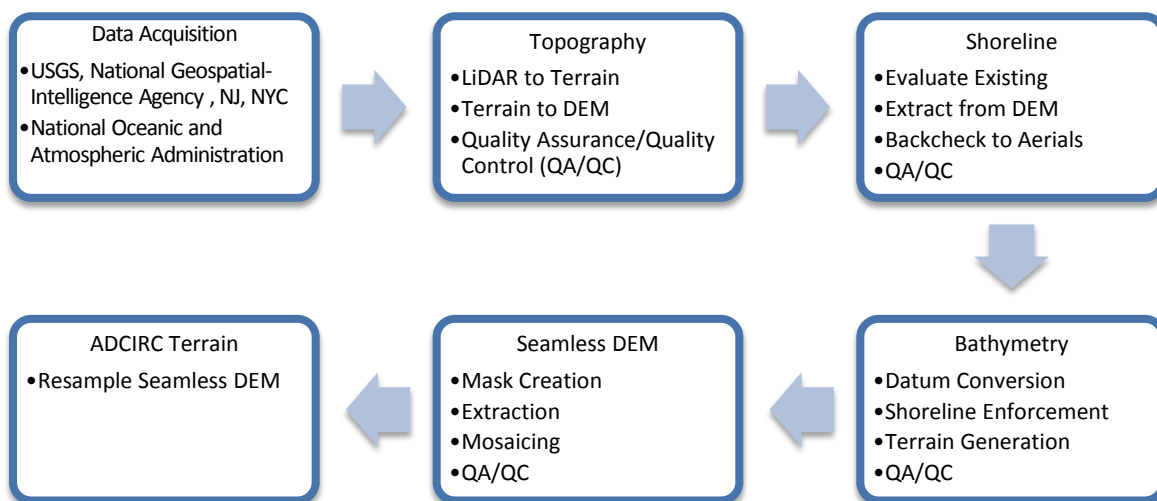 Data Acquisition
•USGS, National Geospatial-
Intelligence Agency , NJ, NYC
•National Oceanic and
Atmospheric Administration
Topography
•LiDAR to Terrain
•Terrain to DEM
•Quality Assurance/Quality
Control (QA/QC)
Shoreline
•Evaluate Existing
•Extract from DEM
•Backcheck to Aerials
•QA/QC
Bathymetry
•Datum Conversion
•Shoreline Enforcement
•Terrain Generation
•QA/QC
Seamless DEM
•Mask Creation
•Extraction
•Mosaicing
•QA/QC
ADCIRC Terrain
•Resample Seamless DEM